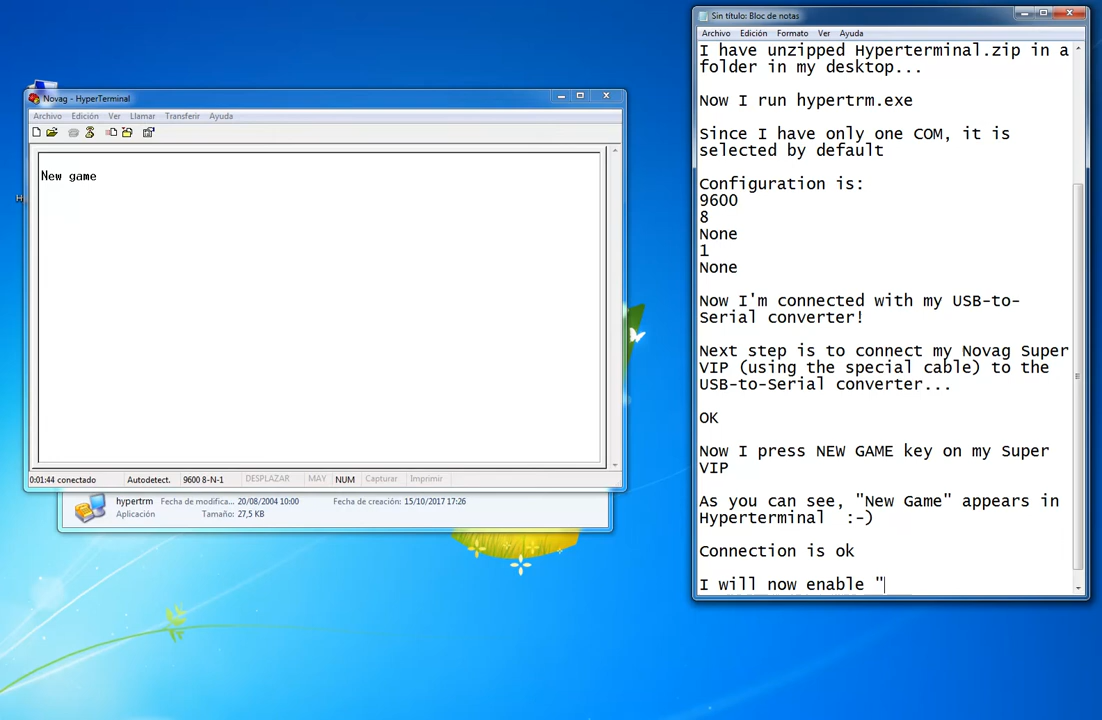 Novag - HyperTerminal
Archivo Edición Ver Llamar Transferir Ayuda
New game
0:01:44 conectado Autodetect. 9600 8-N-1 DESPLAZAR MAY NUM Capturar Imprimir
hypertrm Fecha de modifica... 20/08/2004 10:00 Fecha de creación: 15/10/2017 17:26
Aplicación Tamaño: 27,5 KB
Sin título: Bloc de notas
Archivo Edición Formato Ver Ayuda
I have unzipped Hyperterminal.zip in a
folder in my desktop...
Now I run hypertrm.exe
Since I have only one COM, it is
selected by default
Configuration is:
9600
8
None
1
None
Now I'm connected with my USB-to-
Serial converter!
Next step is to connect my Novag Super
VIP (using the special cable) to the
USB-to-Serial converter...
OK
Now I press NEW GAME key on my Super
VIP
As you can see, "New Game" appears in
Hyperterminal :-)
Connection is ok
I will now enable "